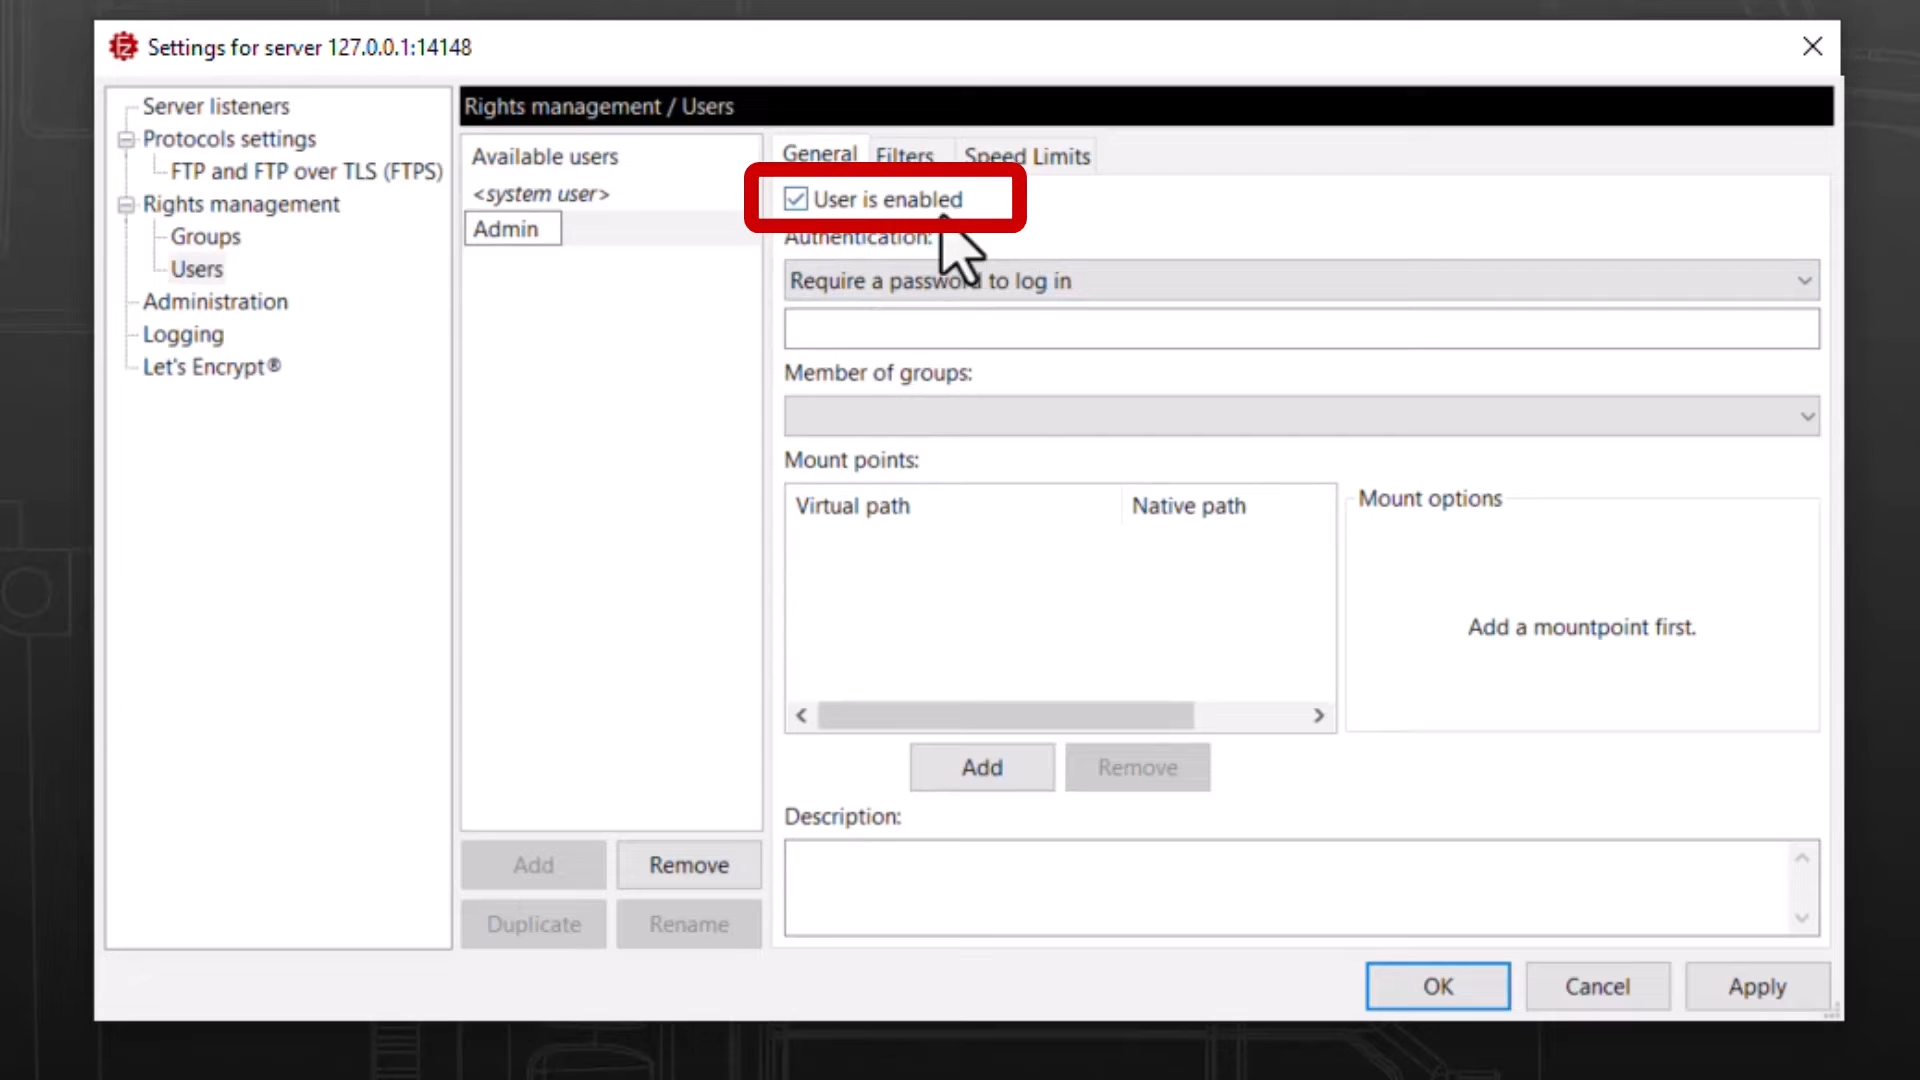 Settings for server 127.0.0.1:14148
Server listeners
Protocols settings
FTP and FTP over TLS (FTPS)
Rights management
Groups
Users
Administration
Logging
Let's Encrypt®
Rights management / Users
Available users
<system user>
Admin
Add
Remove
Duplicate
Rename
General
Filters
Speed Limits
User is enabled
Authentication:
Require a password to log in
Member of groups:
Mount points:
Virtual path
Native path
Mount options
Add a mountpoint first.
Add
Remove
Description:
OK
Cancel
Apply